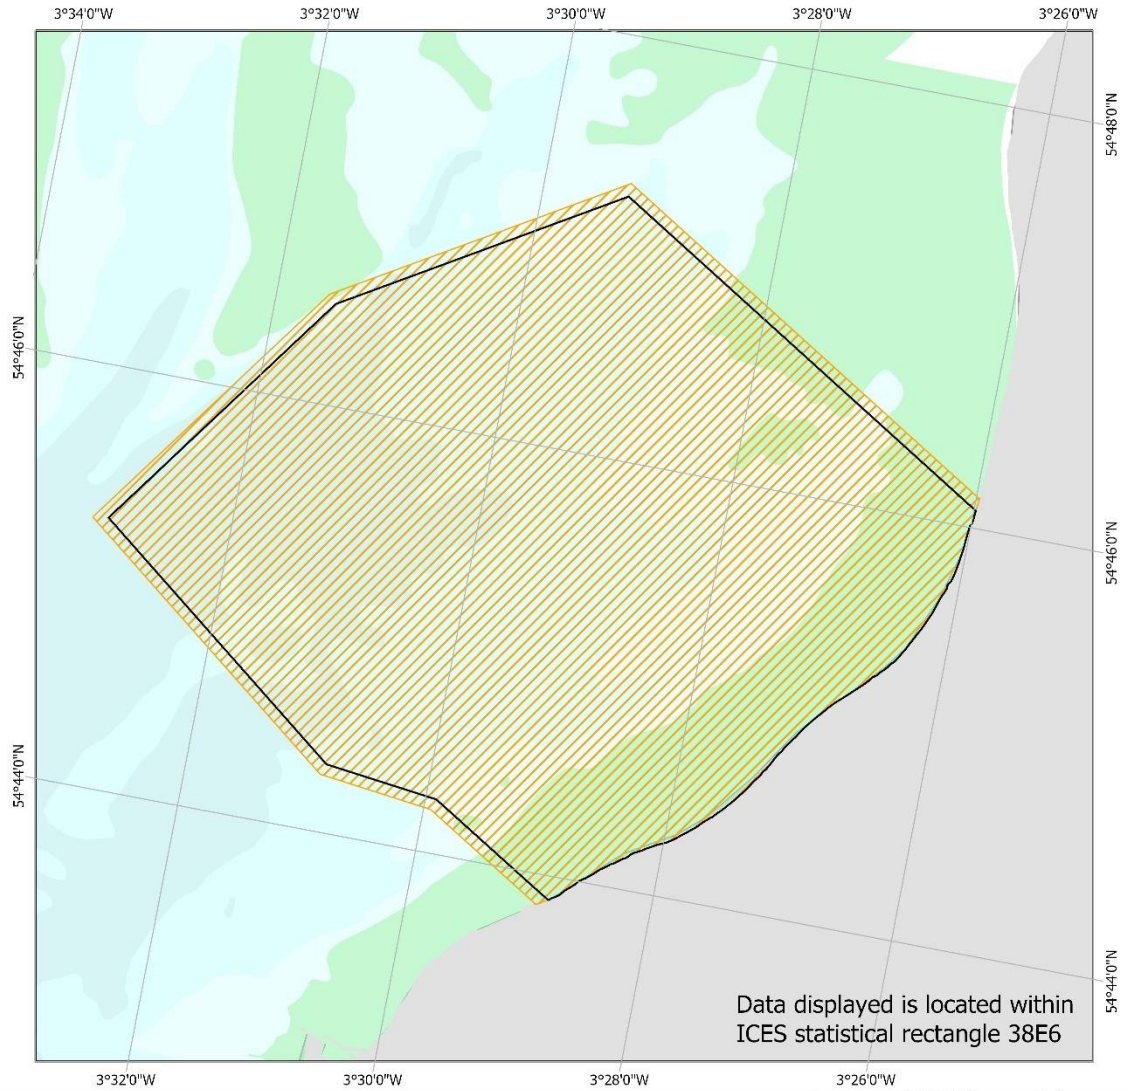 3°34'0"W 3°32'0"W 3°30'0"W 3°28'0"W 3°26'0"W
54°48'0"N
54°46'0"N
54°46'0"N
54°44'0"N
54°44'0"N
Data displayed is located within
ICES statistical rectangle 38E6
3°32'0"W 3°30'0"W 3°28'0"W 3°26'0"W